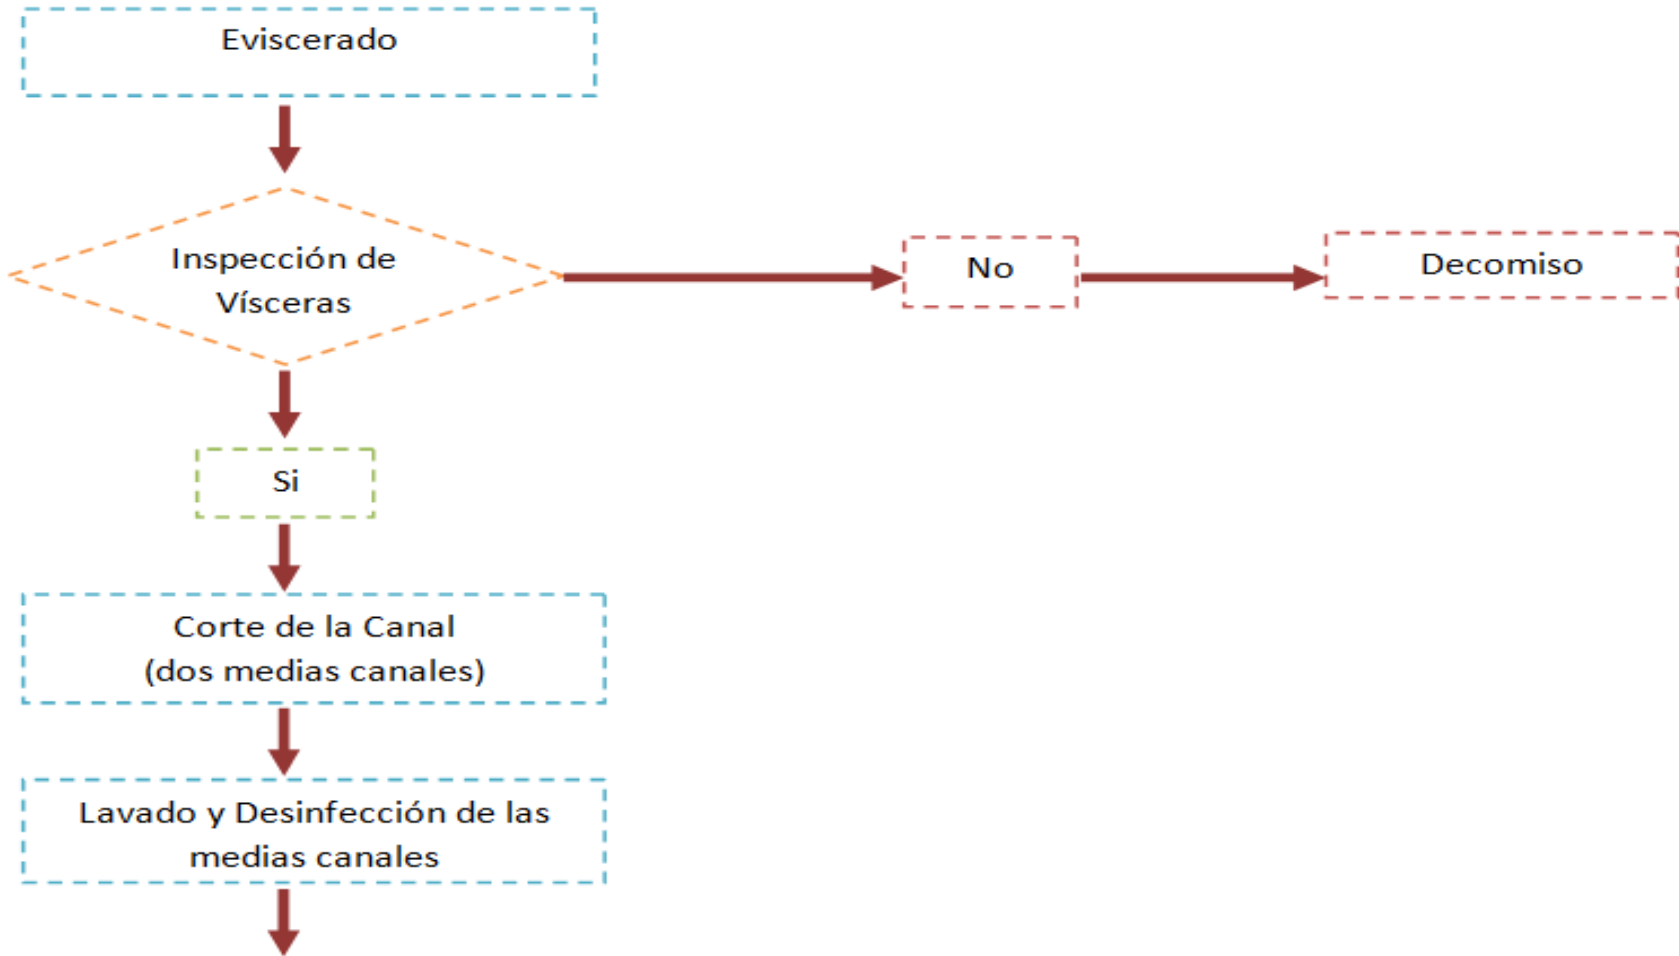 Eviscerado
Inspección de
Vísceras
No
Decomiso
Si
Corte de la Canal
(dos medias canales)
Lavado y Desinfección de las
medias canales